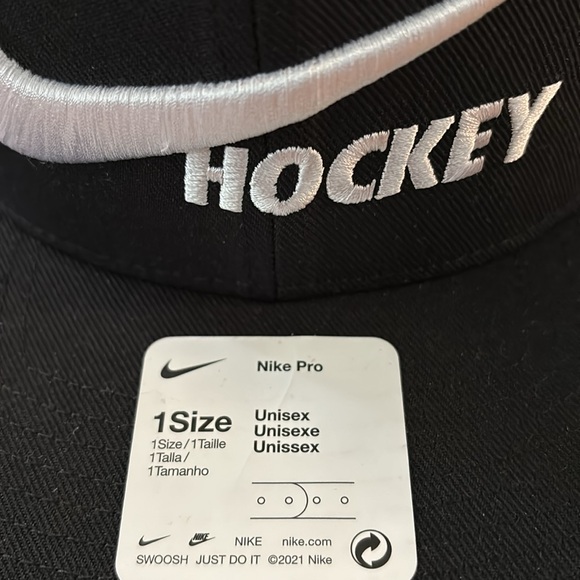 HOCKEY
Nike Pro
1Size
1Size/1Taille
1Talla/
1Tamanho
Unisex
Unisexe
Unissex
NIKE nike.com
SWOOSH JUST DO IT ©2021 Nike